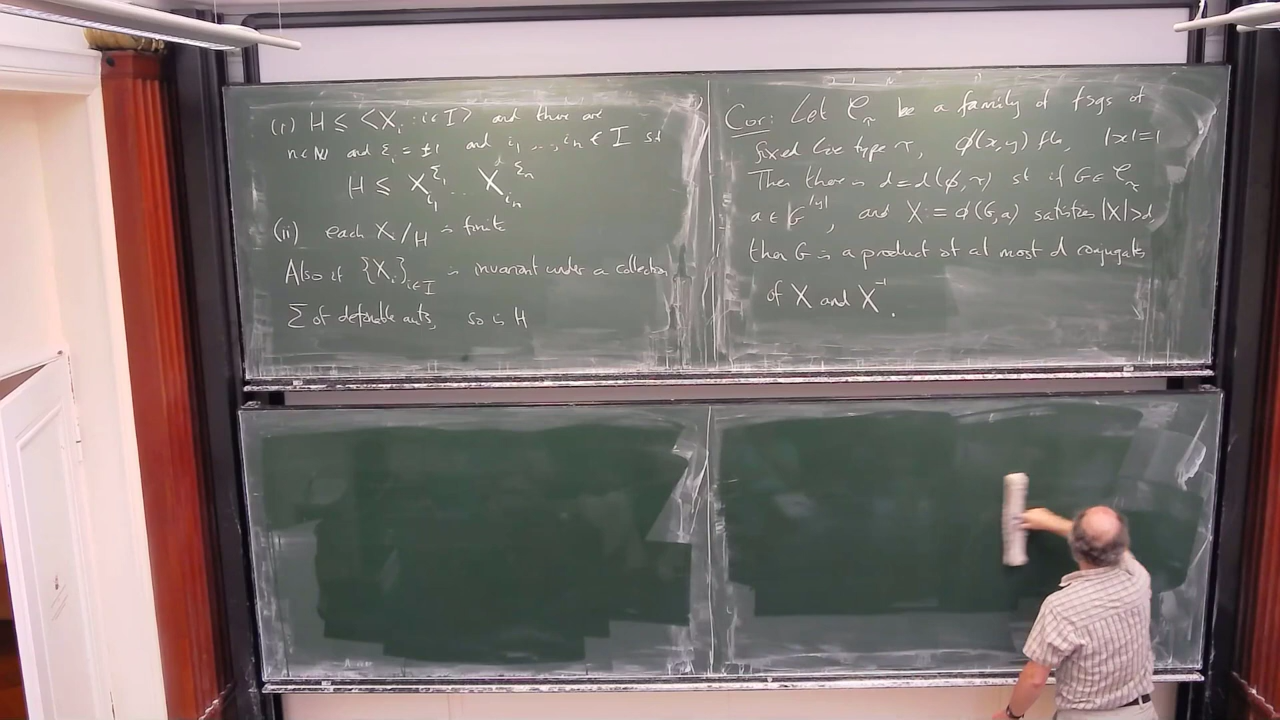 (i) H ≤ <X_i : i ∈ I> and there are
n ∈ N and ε_i = ±1 and i_1, ..., i_n ∈ I st
H ≤ X_{i_1}^{ε_1} ... X_{i_n}^{ε_n}
(ii) each X_i/H is finite
Also if {X_i}_{i∈I} is invariant under a collection
Σ of definable auts, so is H
Cor: Let C_τ be a family of fsgs of
fixed Lie type τ, φ(x,y) fla, |x|=1
Then there is d = d(φ,τ) st if G ∈ C_τ
a ∈ G^{|y|}, and X := φ(G,a) satisfies |X|>d,
then G is a product of at most d conjugates
of X and X^{-1}.